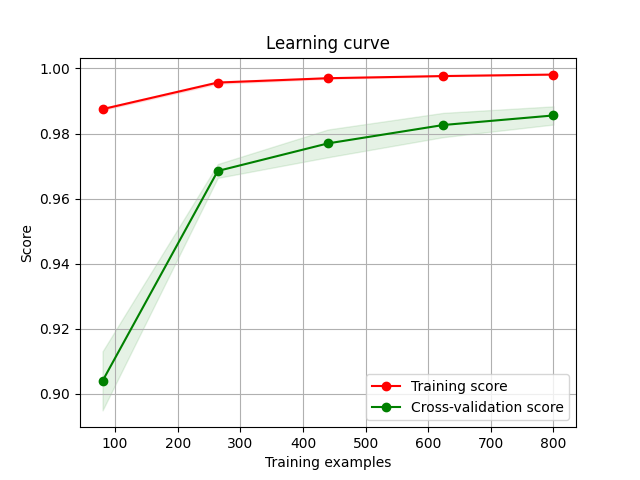 Learning curve
1.00
0.98
0.96
0.94
0.92
0.90
Score
100 200 300 400 500 600 700 800
Training examples
Training score
Cross-validation score